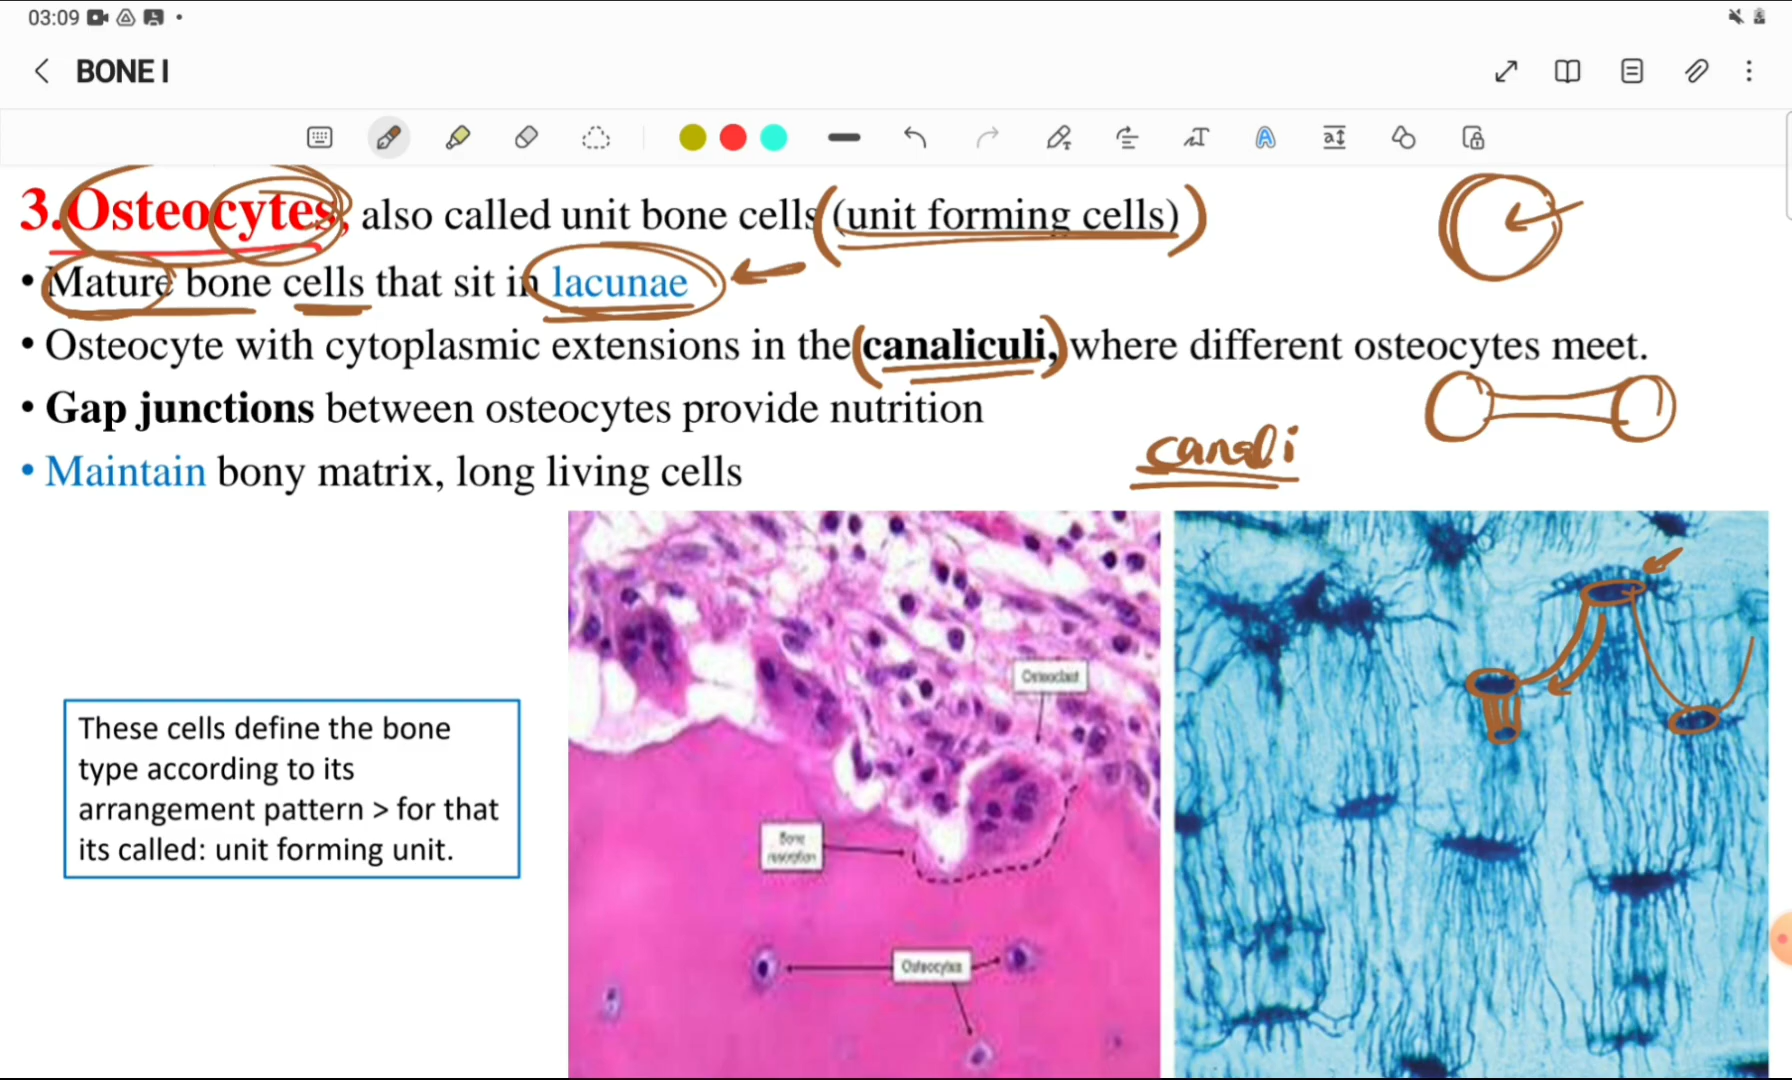 03:09
BONE I
3.Osteocytes, also called unit bone cells (unit forming cells)
• Mature bone cells that sit in lacunae
• Osteocyte with cytoplasmic extensions in the canaliculi, where different osteocytes meet.
• Gap junctions between osteocytes provide nutrition
canali
• Maintain bony matrix, long living cells
Osteoclast
These cells define the bone
type according to its
arrangement pattern > for that
its called: unit forming unit.
Bone
resorption
Osteocytes